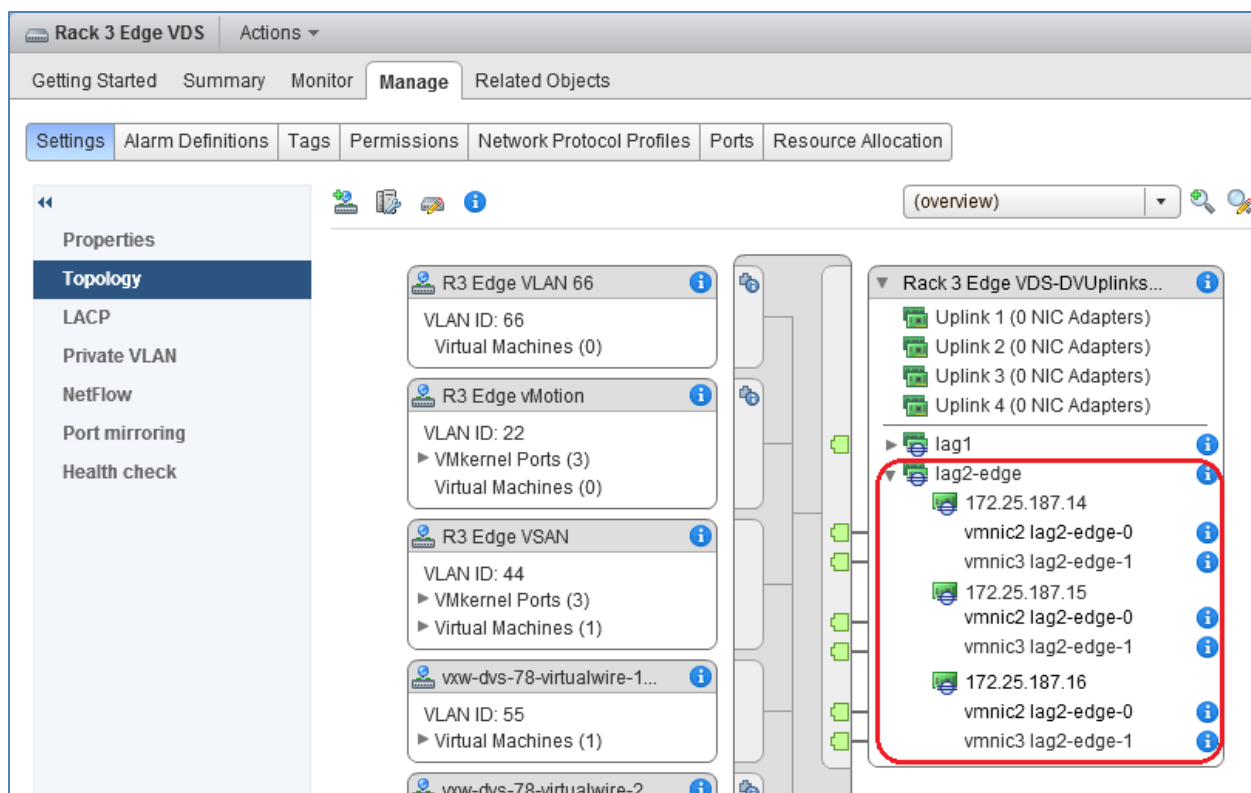 Rack 3 Edge VDS Actions
Getting Started Summary Monitor Manage Related Objects
Settings Alarm Definitions Tags Permissions Network Protocol Profiles Ports Resource Allocation
Properties
Topology
LACP
Private VLAN
NetFlow
Port mirroring
Health check
(overview)
R3 Edge VLAN 66
VLAN ID: 66
Virtual Machines (0)
R3 Edge vMotion
VLAN ID: 22
VMkernel Ports (3)
Virtual Machines (0)
R3 Edge VSAN
VLAN ID: 44
VMkernel Ports (3)
Virtual Machines (1)
vxw-dvs-78-virtualwire-1...
VLAN ID: 55
Virtual Machines (1)
vxw-dvs-78-virtualwire-2
Rack 3 Edge VDS-DVUplinks...
Uplink 1 (0 NIC Adapters)
Uplink 2 (0 NIC Adapters)
Uplink 3 (0 NIC Adapters)
Uplink 4 (0 NIC Adapters)
lag1
lag2-edge
172.25.187.14
vmnic2 lag2-edge-0
vmnic3 lag2-edge-1
172.25.187.15
vmnic2 lag2-edge-0
vmnic3 lag2-edge-1
172.25.187.16
vmnic2 lag2-edge-0
vmnic3 lag2-edge-1